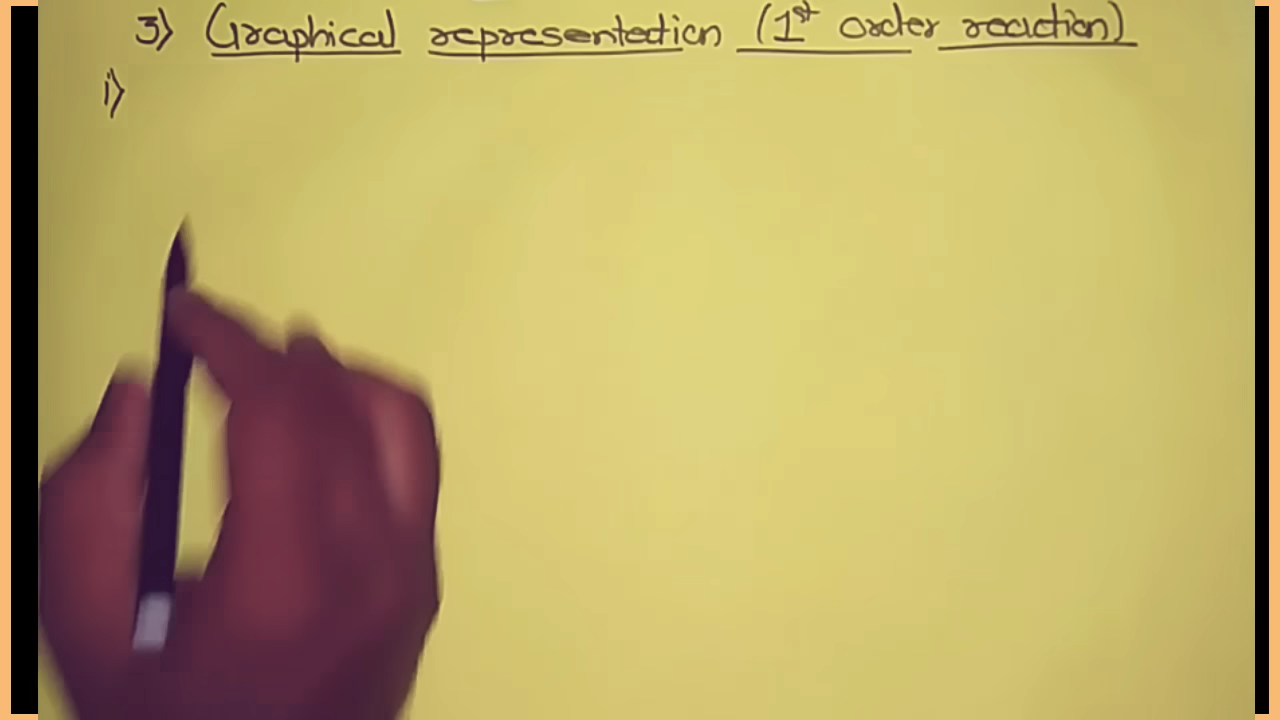 3) Graphical representation (1st order reaction)
i)